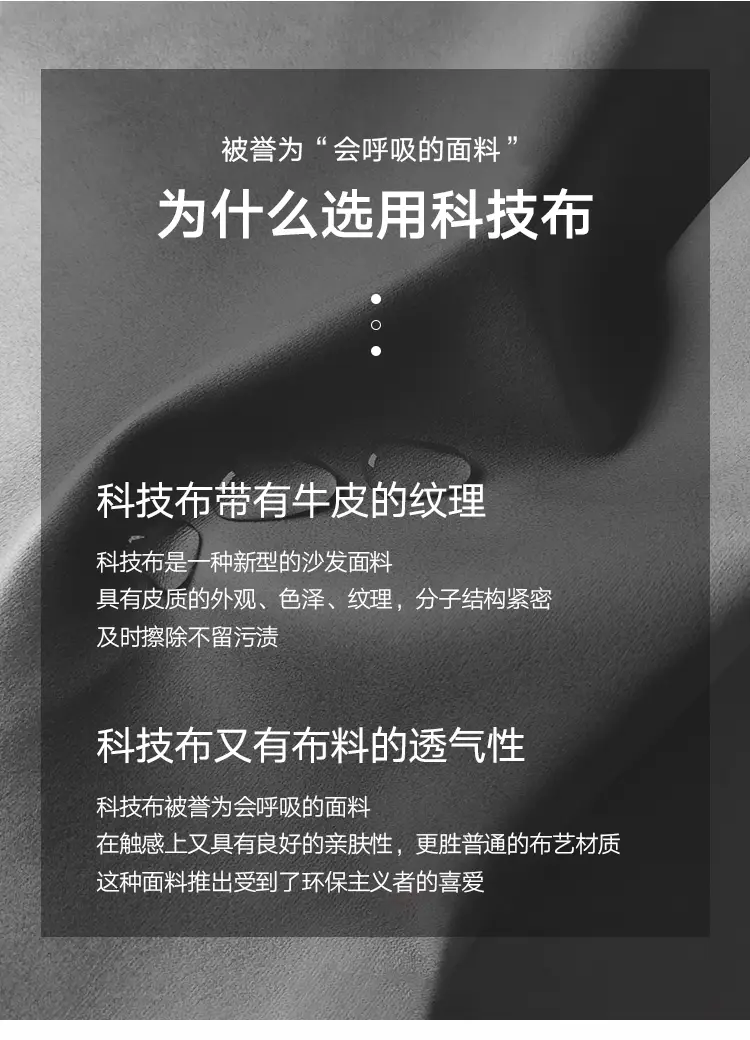 被誉为“会呼吸的面料”
为什么选用科技布
科技布带有牛皮的纹理
科技布是一种新型的沙发面料
具有皮质的外观、色泽、纹理，分子结构紧密
及时擦除不留污渍
科技布又有布料的透气性
科技布被誉为会呼吸的面料
在触感上又具有良好的亲肤性，更胜普通的布艺材质
这种面料推出受到了环保主义者的喜爱